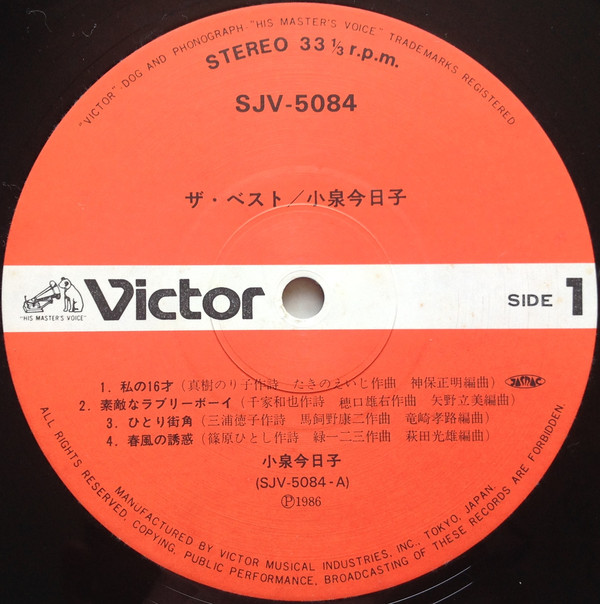 "VICTOR"-DOG AND PHONOGRAPH-"HIS MASTER'S VOICE" TRADEMARKS REGISTERED
STEREO 33 1/3 r.p.m.
SJV-5084
ザ・ベスト/小泉今日子
"HIS MASTER'S VOICE"
Victor
SIDE 1
1. 私の16才(真樹のり子作詩 たきのえいじ作曲 神保正明編曲) JASRAC
2. 素敵なラブリーボーイ(千家和也作詩 穂口雄右作曲 矢野立美編曲)
3. ひとり街角(三浦徳子作詩 馬飼野康二作曲 竜崎孝路編曲)
4. 春風の誘惑(篠原ひとし作詩 緑一二三作曲 萩田光雄編曲)
小泉今日子
(SJV-5084-A)
Ⓟ1986
ALL RIGHTS RESERVED. COPYING, PUBLIC PERFORMANCE, BROADCASTING OF THESE RECORDS ARE FORBIDDEN.
MANUFACTURED BY VICTOR MUSICAL INDUSTRIES, INC., TOKYO, JAPAN.